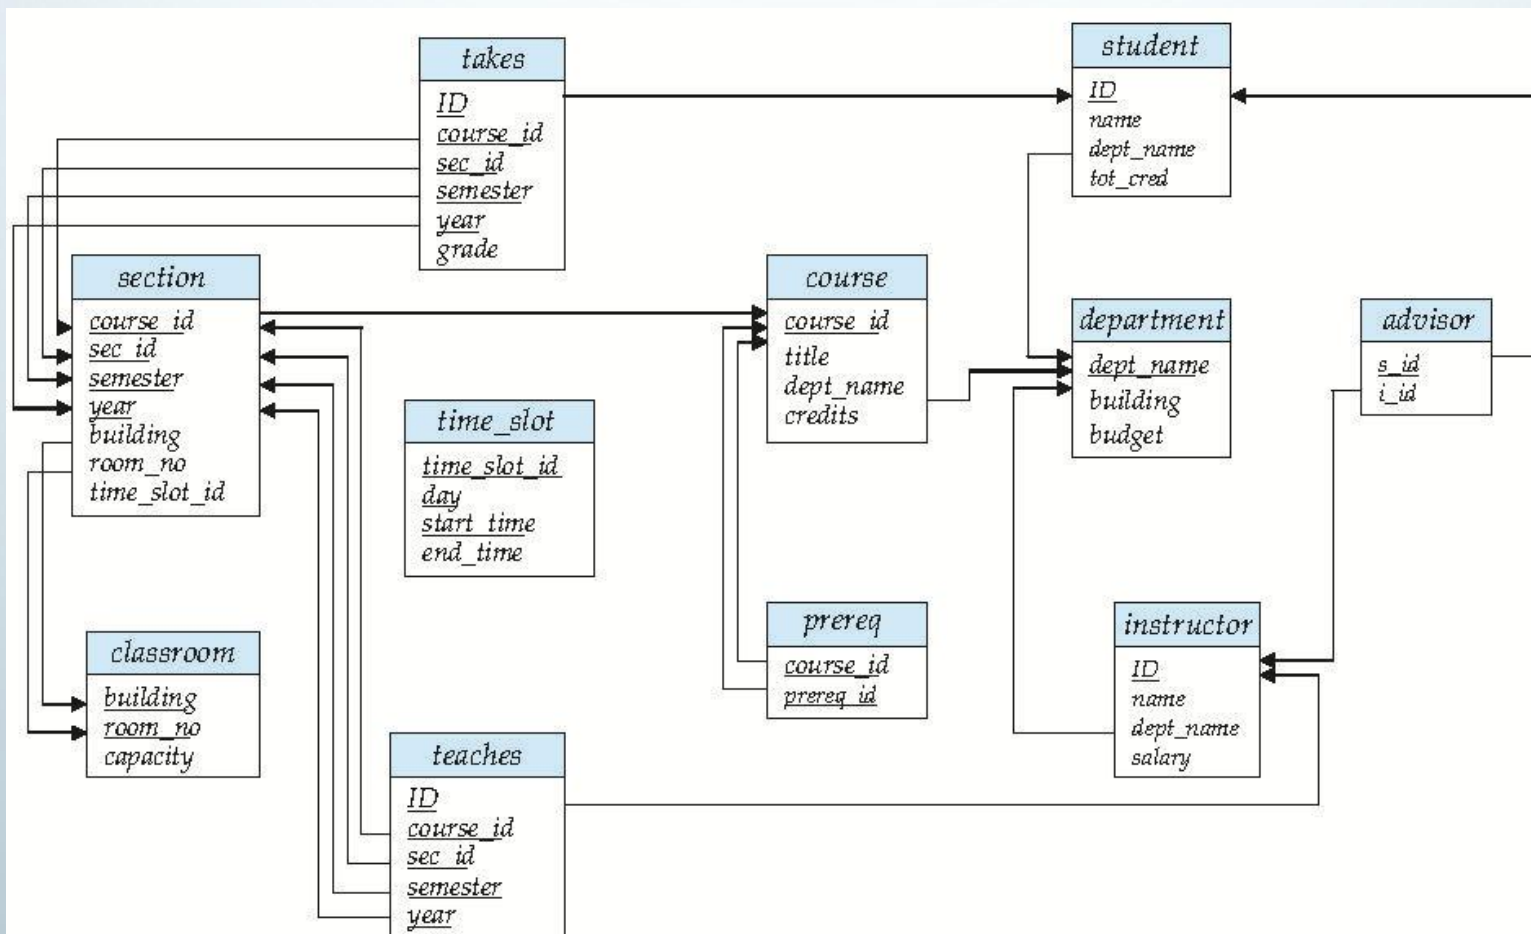 takes
ID
course_id
sec_id
semester
year
grade
student
ID
name
dept_name
tot_cred
section
course_id
sec_id
semester
year
building
room_no
time_slot_id
course
course_id
title
dept_name
credits
department
dept_name
building
budget
advisor
s_id
i_id
time_slot
time_slot_id
day
start_time
end_time
classroom
building
room_no
capacity
prereq
course_id
prereq_id
instructor
ID
name
dept_name
salary
teaches
ID
course_id
sec_id
semester
year